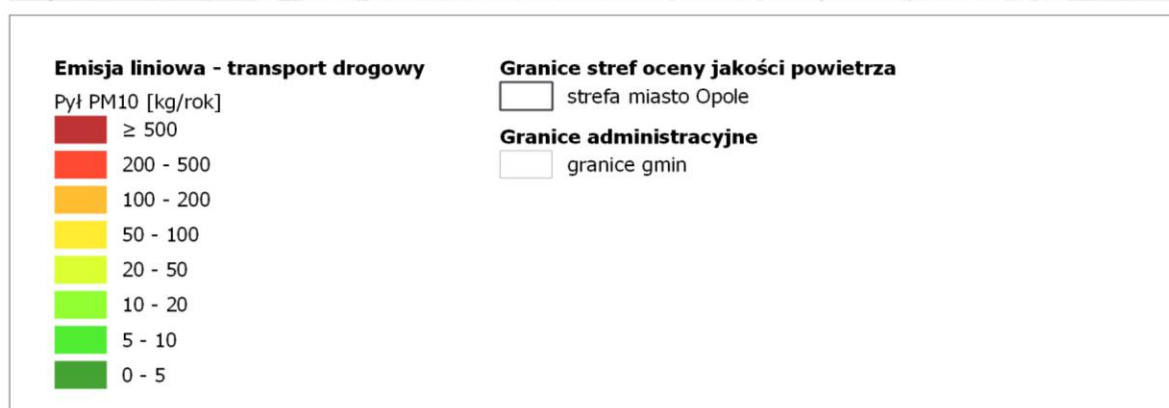 Emisja liniowa - transport drogowy
Pył PM10 [kg/rok]
≥ 500
200 - 500
100 - 200
50 - 100
20 - 50
10 - 20
5 - 10
0 - 5
Granice stref oceny jakości powietrza
strefa miasto Opole
Granice administracyjne
granice gmin